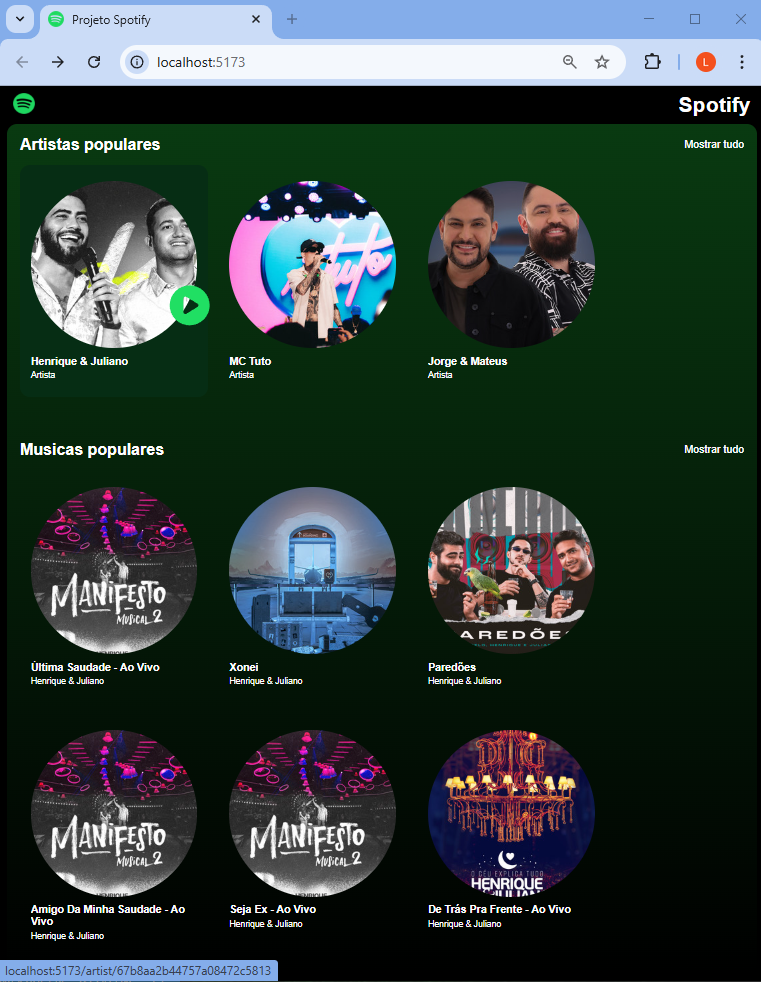 Projeto Spotify
localhost:5173
L
Spotify
Artistas populares
Mostrar tudo
tuto
Henrique & Juliano
MC Tuto
Jorge & Mateus
Artista
Artista
Artista
Musicas populares
Mostrar tudo
MANIFESTO
MUSICAL 2
AREDÕES
Última Saudade - Ao Vivo
Xonei
Paredões
Henrique & Juliano
Henrique & Juliano
Henrique & Juliano
MANIFESTO
MUSICAL 2
MANIFESTO
MUSICAL 2
O CÉU EXPLICA TUDO
HENRIQUE
Amigo Da Minha Saudade - Ao
Vivo
Seja Ex - Ao Vivo
De Trás Pra Frente - Ao Vivo
Henrique & Juliano
Henrique & Juliano
Henrique & Juliano
localhost:5173/artist/67b8aa2b44757a08472c5813